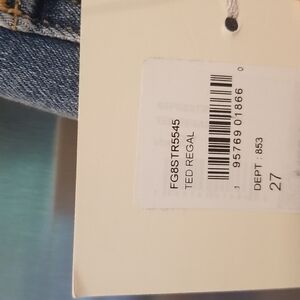 FG8STR5545
TED REGAL
1 95769 01866 0
DEPT : 853
27